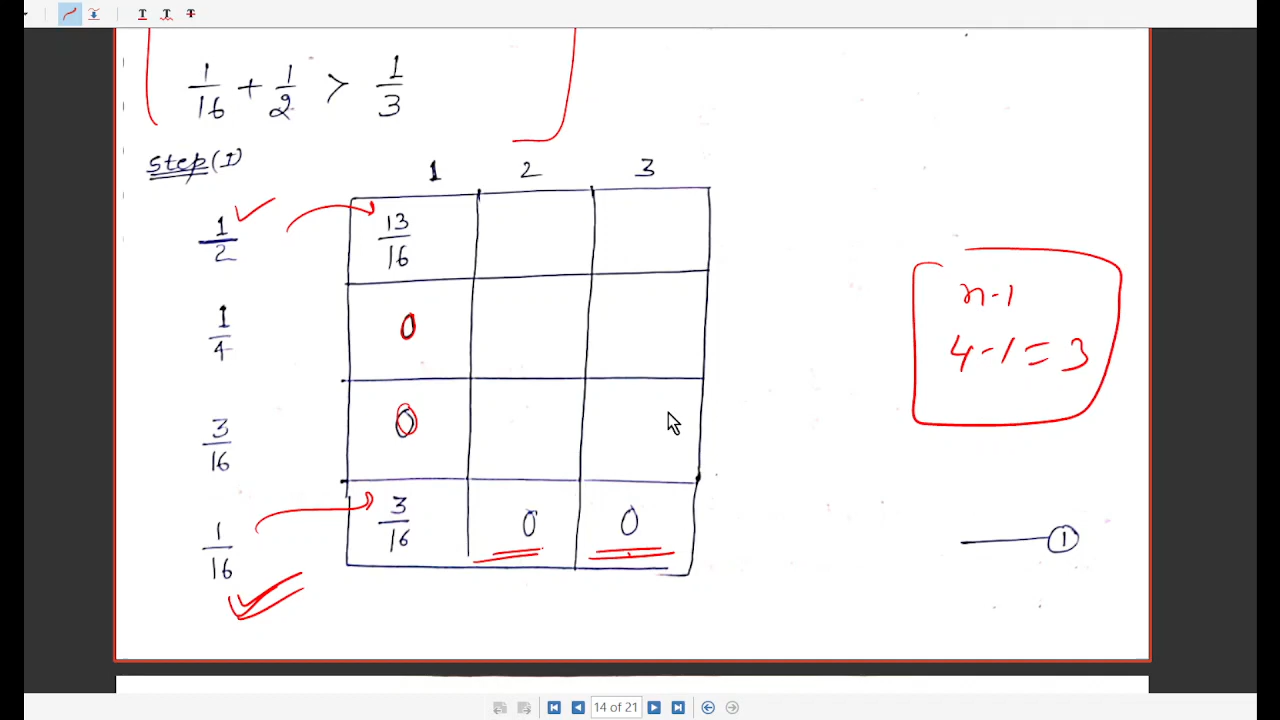 1/16 + 1/2 > 1/3
Step(I)
1 2 3
1/2 13/16
n-1
1/4 0
4-1=3
3/16 0
1/16 3/16 0 0
1
14 of 21